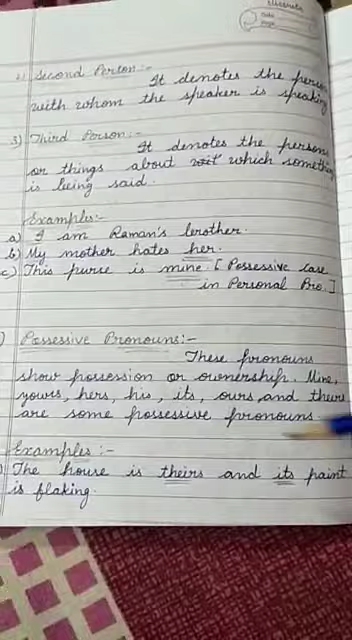 Classmate
Date
Page
2) Second Person:-
It denotes the person
with whom the speaker is speaking
3) Third Person:-
It denotes the persons
or things about which something
is being said.
Examples:-
a) I am Raman's brother.
b) My mother hates her.
c) This purse is mine. [Possessive case
in Personal Pro.]
) Possessive Pronouns:-
These pronouns
show possession or ownership. Mine,
yours, hers, his, its, ours, and theirs
are some possessive pronouns.
Examples:-
) The house is theirs and its paint
is flaking.